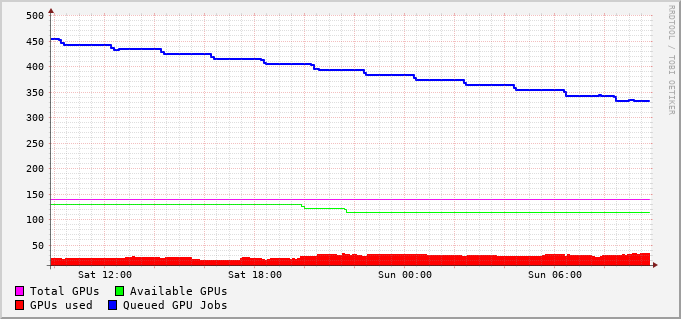 500
450
400
350
300
250
200
150
100
50
Sat 12:00 Sat 18:00 Sun 00:00 Sun 06:00
Total GPUs Available GPUs
GPUs used Queued GPU Jobs
RRDTOOL / TOBI OETIKER